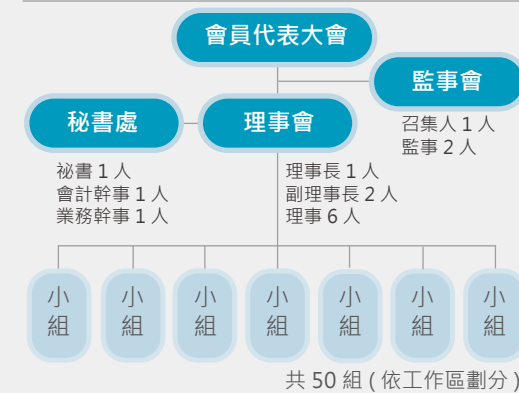 會員代表大會
監事會
召集人 1 人
監事 2 人
秘書處
祕書 1 人
會計幹事 1 人
業務幹事 1 人
理事會
理事長 1 人
副理事長 2 人
理事 6 人
小組
小組
小組
小組
小組
小組
小組
共 50 組 ( 依工作區劃分 )